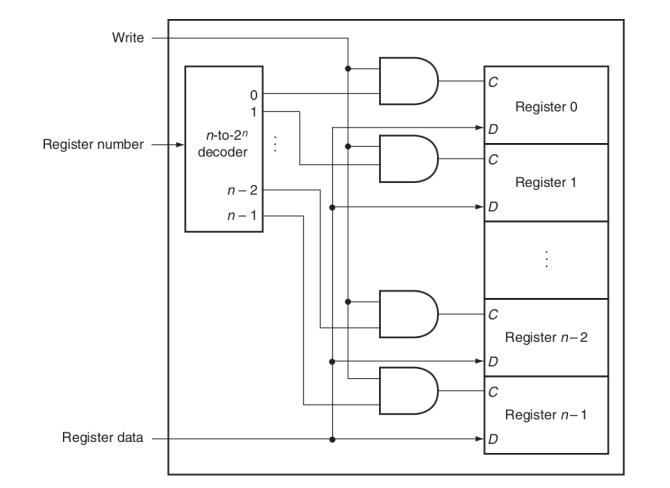 Write
0
1
n-to-2ⁿ
decoder
⋮
Register number
n – 2
n – 1
Register data
C
Register 0
D
C
Register 1
D
⋮
C
Register n – 2
D
C
Register n – 1
D